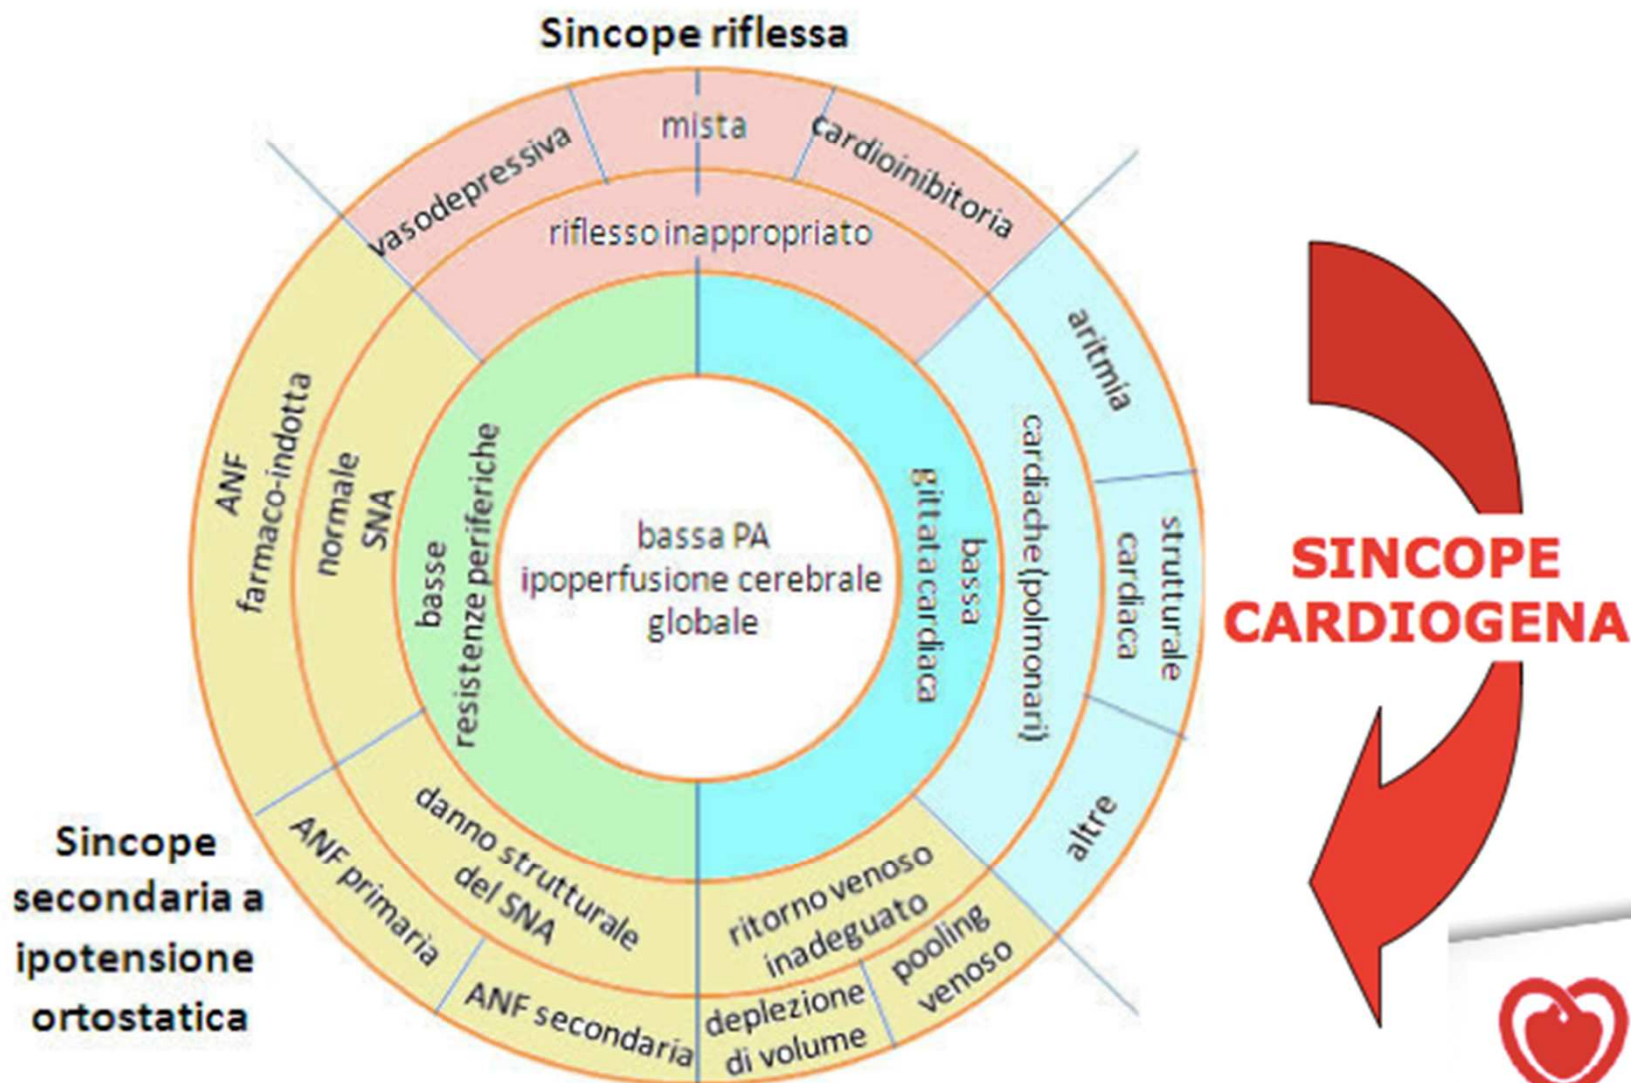 Sincope riflessa
vasodepressiva
mista
cardioinibitoria
riflesso inappropriato
aritmia
strutturale
cardiaca
altre
cardiache (polmonari)
bassa
gittata cardiaca
bassa PA
ipoperfusione cerebrale
globale
basse
resistenze periferiche
normale
SNA
ANF
farmaco-indotta
danno strutturale
del SNA
ANF primaria
ANF secondaria
ritorno venoso
inadeguato
deplezione
di volume
pooling
venoso
Sincope
secondaria a
ipotensione
ortostatica
SINCOPE
CARDIOGENA